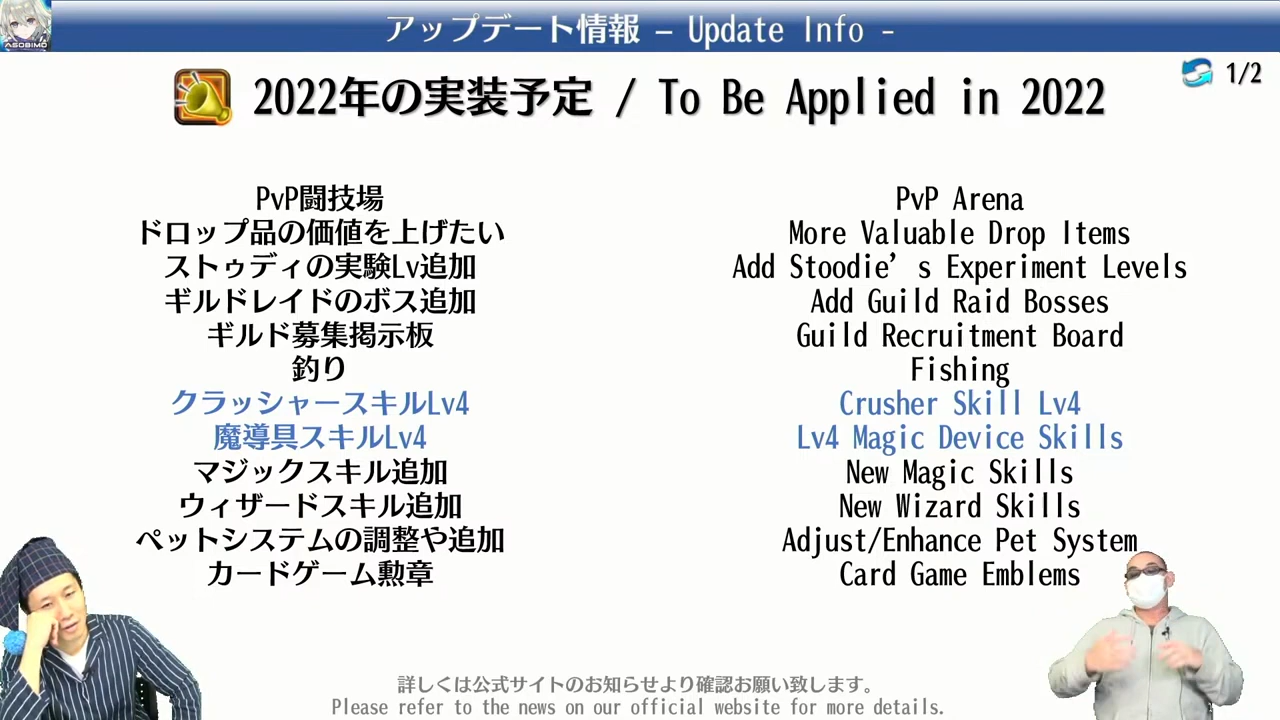 ASOBIMO
アップデート情報 – Update Info -
1/2
2022年の実装予定 / To Be Applied in 2022
PvP闘技場
ドロップ品の価値を上げたい
ストゥディの実験Lv追加
ギルドレイドのボス追加
ギルド募集掲示板
釣り
クラッシャースキルLv4
魔導具スキルLv4
マジックスキル追加
ウィザードスキル追加
ペットシステムの調整や追加
カードゲーム勲章
PvP Arena
More Valuable Drop Items
Add Stoodie’s Experiment Levels
Add Guild Raid Bosses
Guild Recruitment Board
Fishing
Crusher Skill Lv4
Lv4 Magic Device Skills
New Magic Skills
New Wizard Skills
Adjust/Enhance Pet System
Card Game Emblems
詳しくは公式サイトのお知らせより確認お願い致します。
Please refer to the news on our official website for more details.